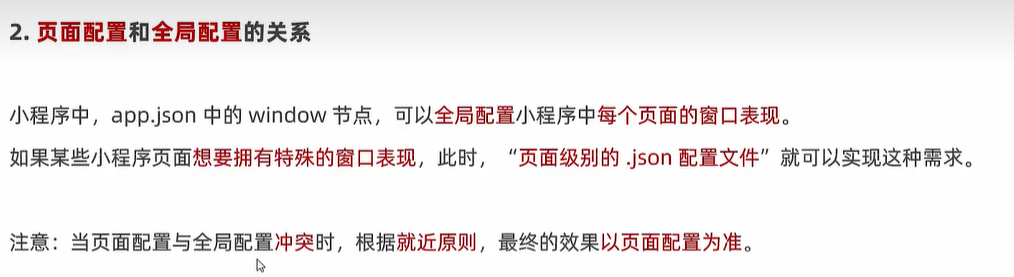 2. 页面配置和全局配置的关系
小程序中，app.json 中的 window 节点，可以全局配置小程序中每个页面的窗口表现。
如果某些小程序页面想要拥有特殊的窗口表现，此时，“页面级别的 .json 配置文件”就可以实现这种需求。
注意：当页面配置与全局配置冲突时，根据就近原则，最终的效果以页面配置为准。